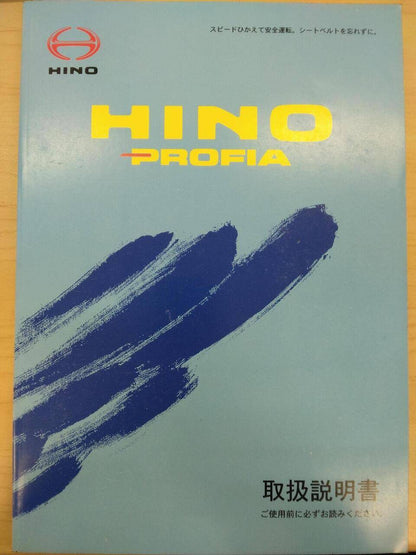 スピードひかえて安全運転。シートベルトを忘れずに。
HINO
HINO
PROFIA
取扱説明書
ご使用前に必ずお読みください。